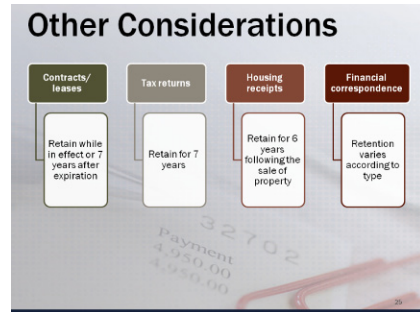 Other Considerations
Contracts/
leases
Tax returns
Housing
receipts
Financial
correspondence
Retain while
in effect or 7
years after
expiration
Retain for 7
years
Retain for 6
years
following the
sale of
property
Retention
varies
according to
type
32702
Payment
4,950.00
4,950.00
25